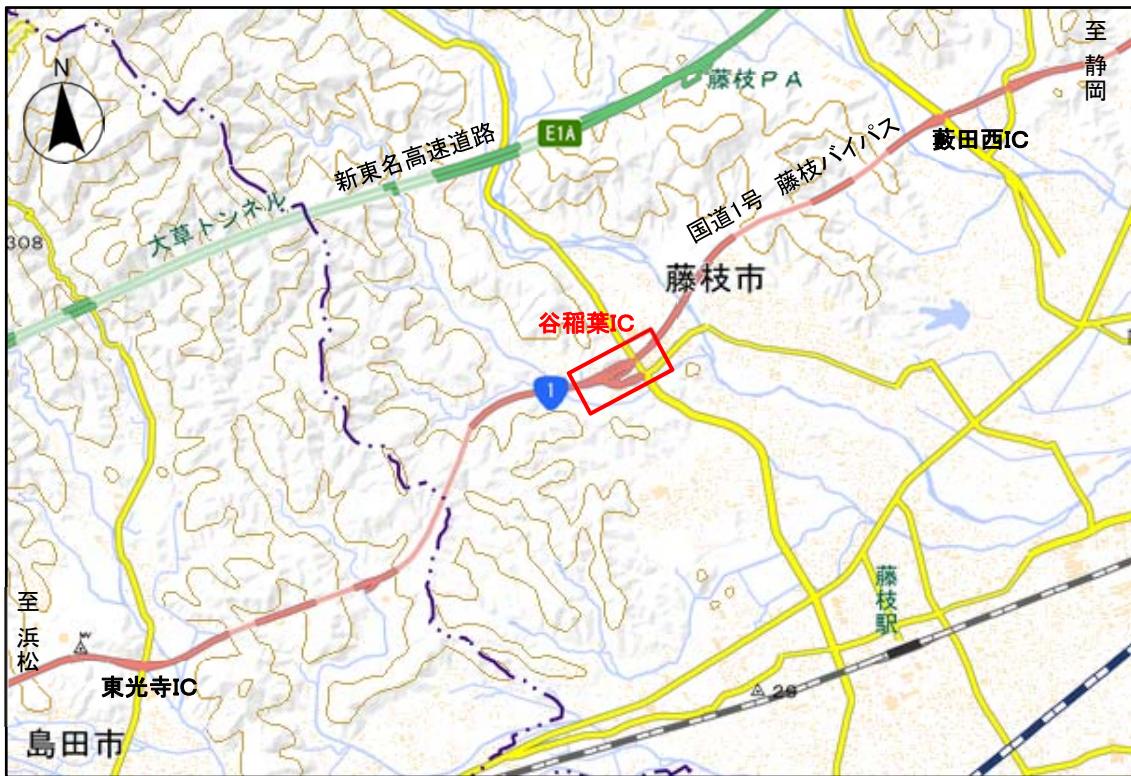 至 静岡
N
藤枝PA
E1A
藪田西IC
新東名高速道路
国道1号 藤枝バイパス
大草トンネル
308
藤枝市
谷稲葉IC
1
藤枝駅
至 浜松
東光寺IC
29
島田市